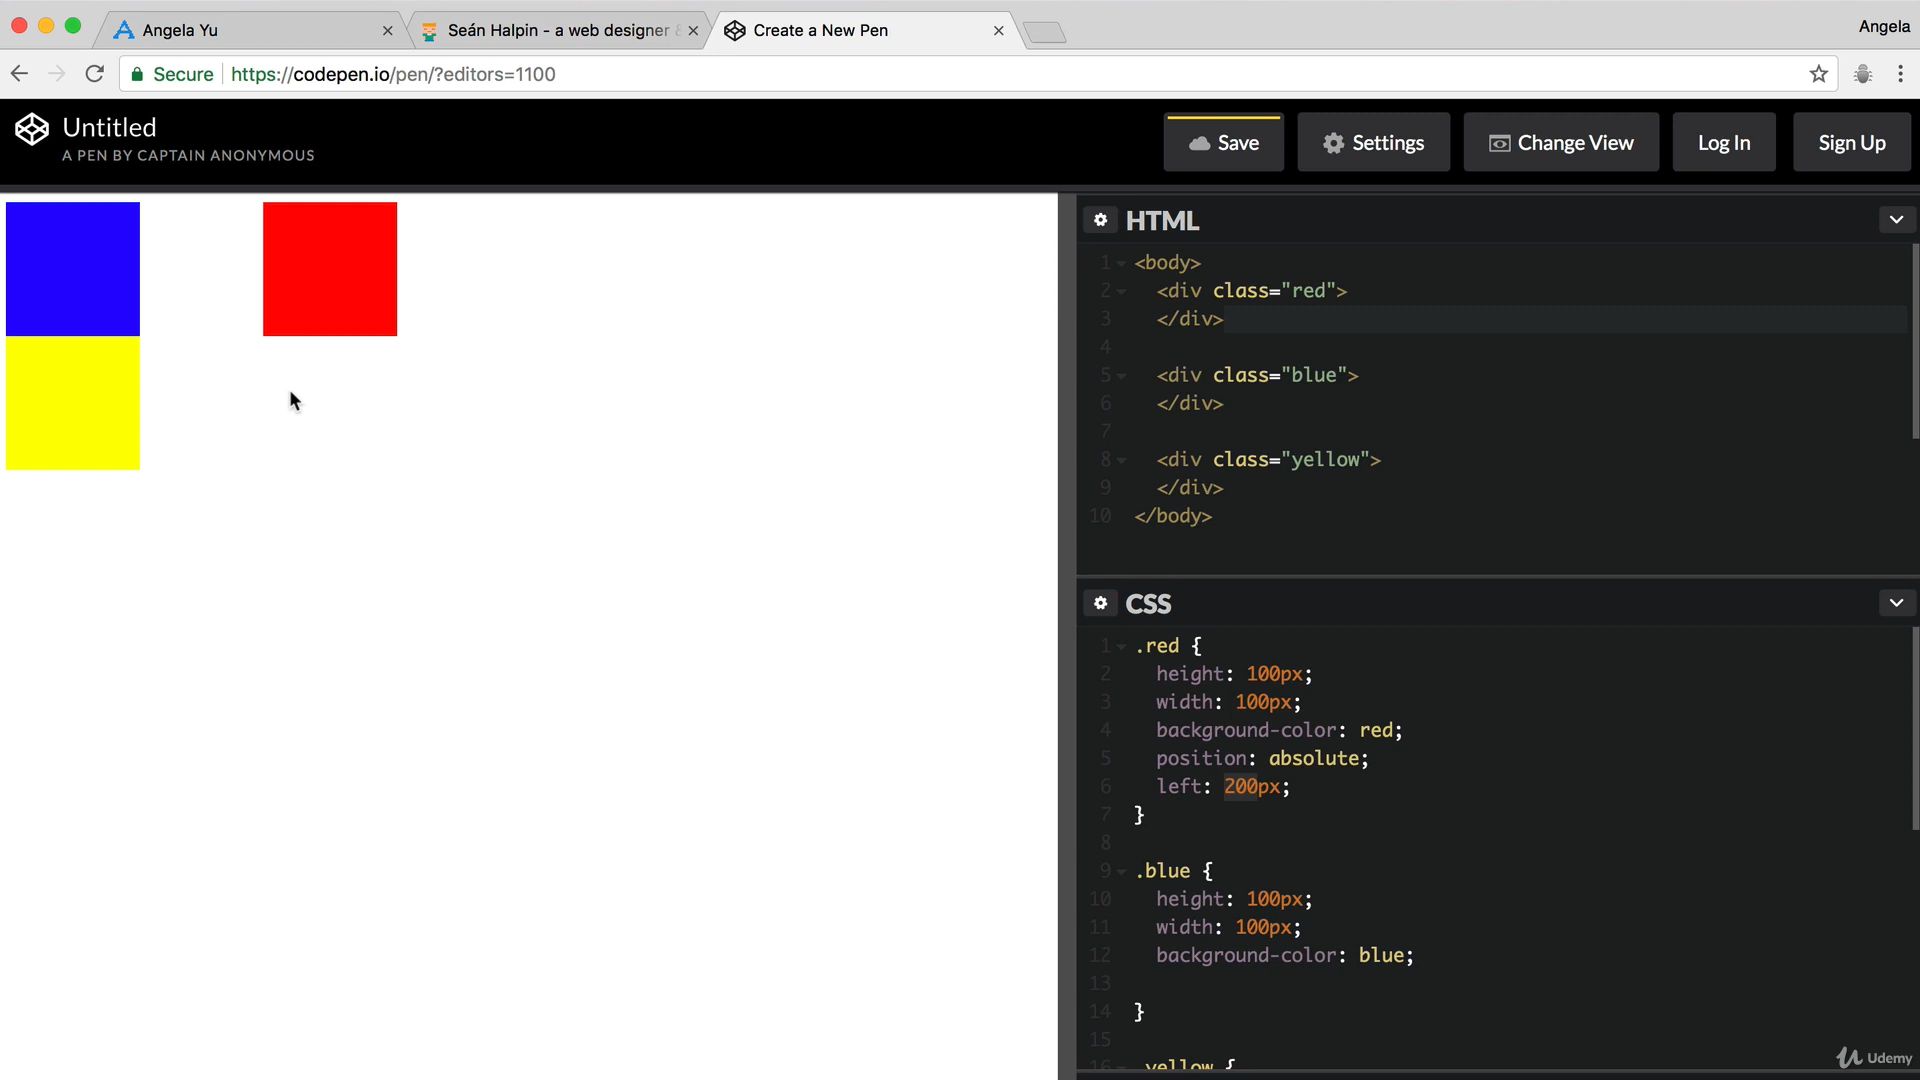 Angela Yu
Seán Halpin - a web designer &
Create a New Pen
Angela
Secure
https://codepen.io/pen/?editors=1100
Untitled
A PEN BY CAPTAIN ANONYMOUS
Save
Settings
Change View
Log In
Sign Up
HTML
1 <body>
2 <div class="red">
3 </div>
4
5 <div class="blue">
6 </div>
7
8 <div class="yellow">
9 </div>
10 </body>
CSS
1 .red {
2 height: 100px;
3 width: 100px;
4 background-color: red;
5 position: absolute;
6 left: 200px;
7 }
8
9 .blue {
10 height: 100px;
11 width: 100px;
12 background-color: blue;
13
14 }
15
16 .yellow {
Udemy